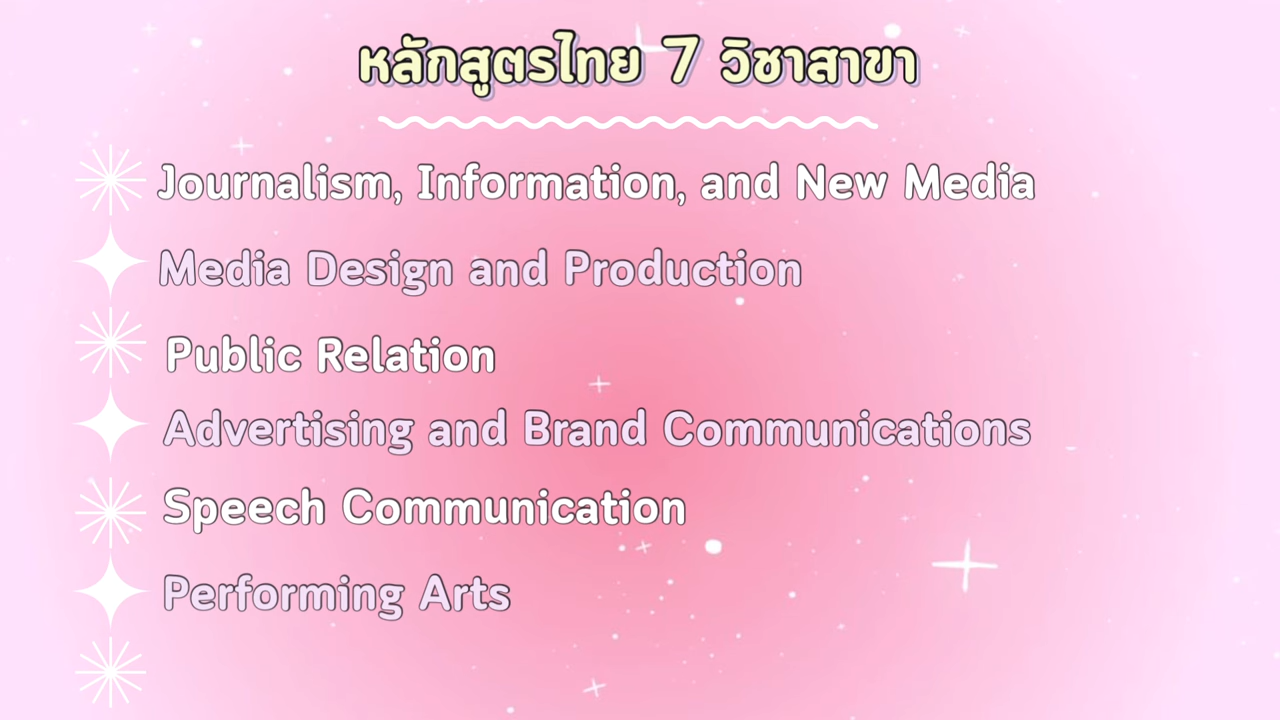 หลักสูตรไทย 7 วิชาสาขา
Journalism, Information, and New Media
Media Design and Production
Public Relation
Advertising and Brand Communications
Speech Communication
Performing Arts